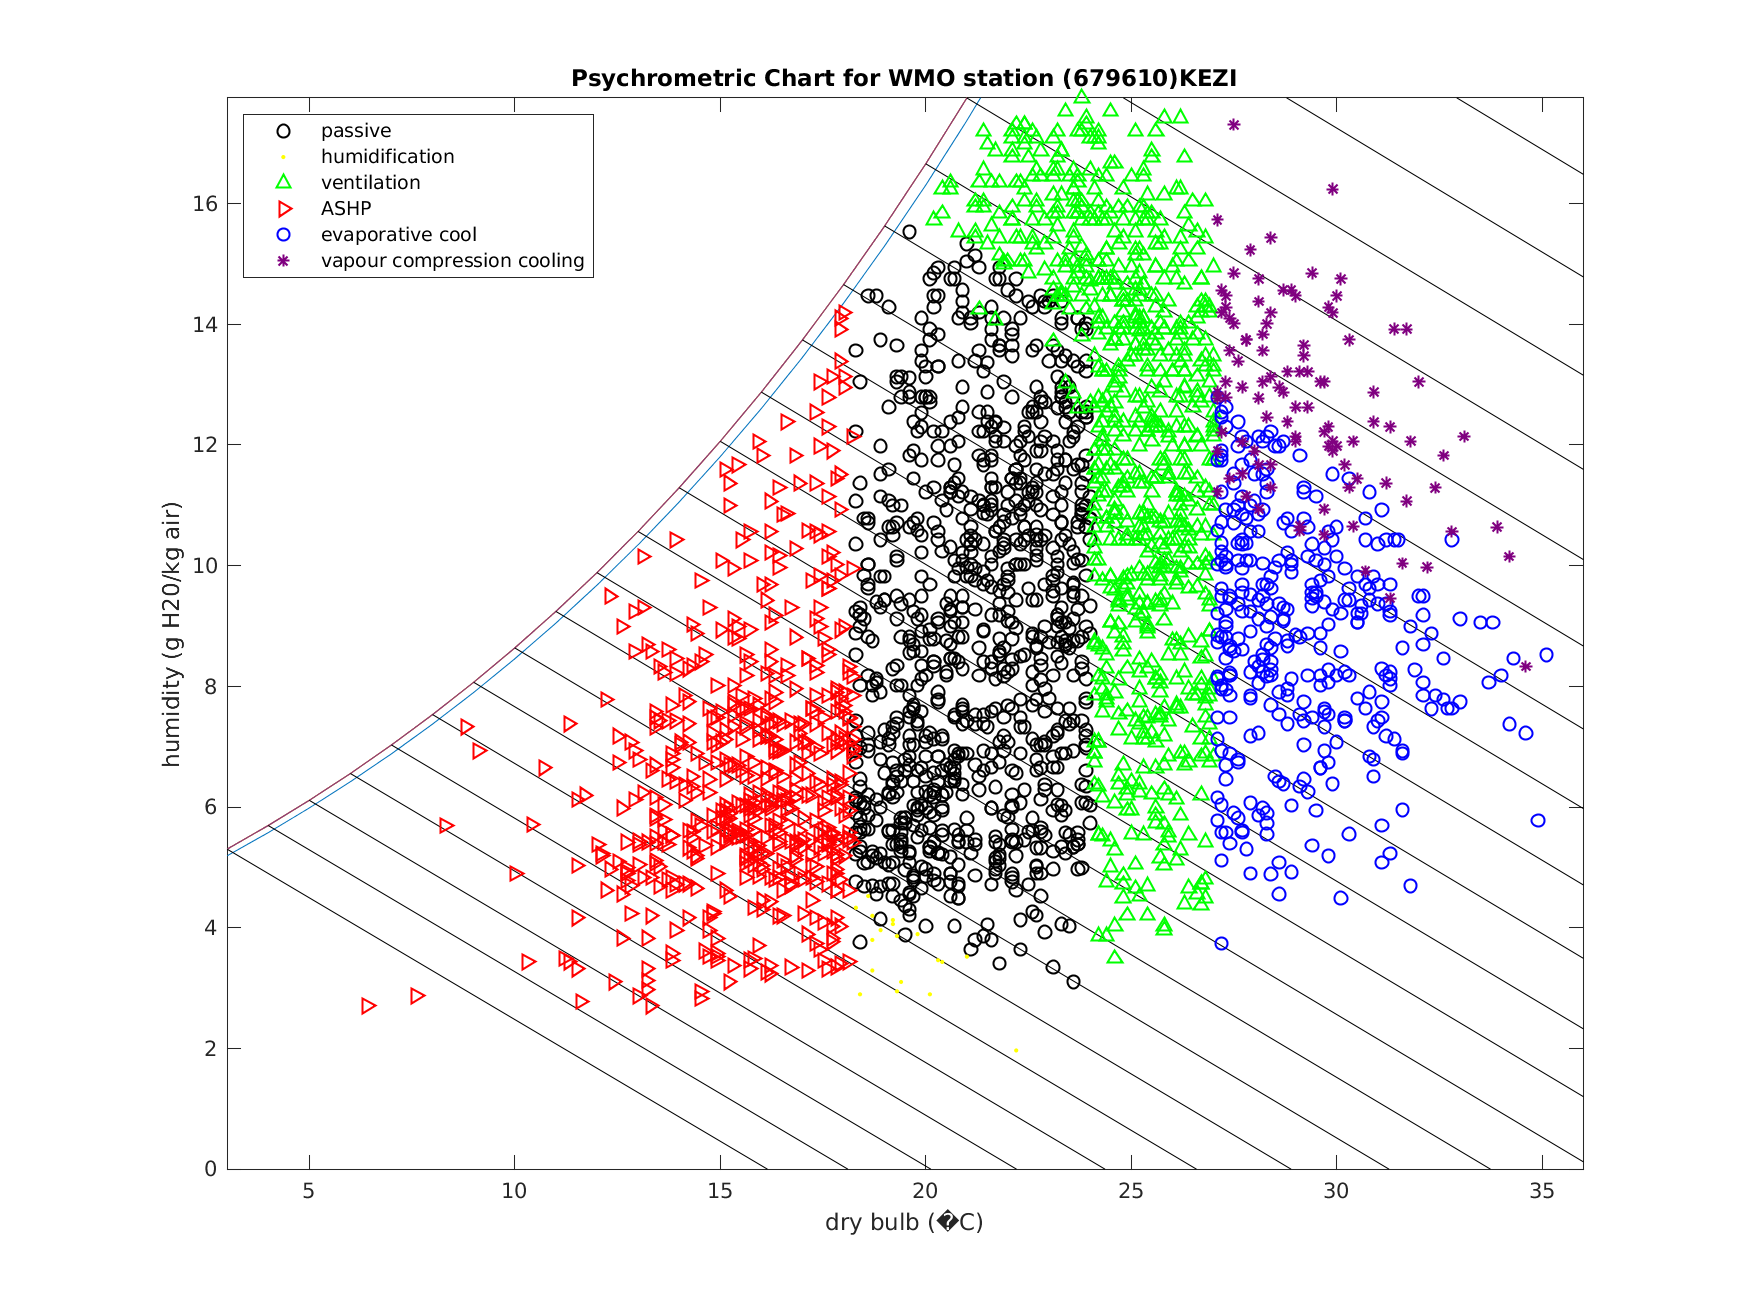 Psychrometric Chart for WMO station (679610)KEZI
passive
humidification
ventilation
ASHP
evaporative cool
vapour compression cooling
humidity (g H20/kg air)
16
14
12
10
8
6
4
2
0
5 10 15 20 25 30 35
dry bulb (�C)